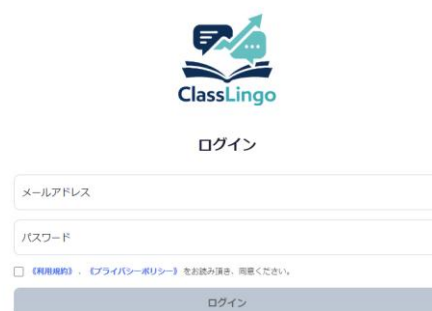 ClassLingo
ログイン
メールアドレス
パスワード
《利用規約》、《プライバシーポリシー》 をお読み頂き、同意ください。
ログイン